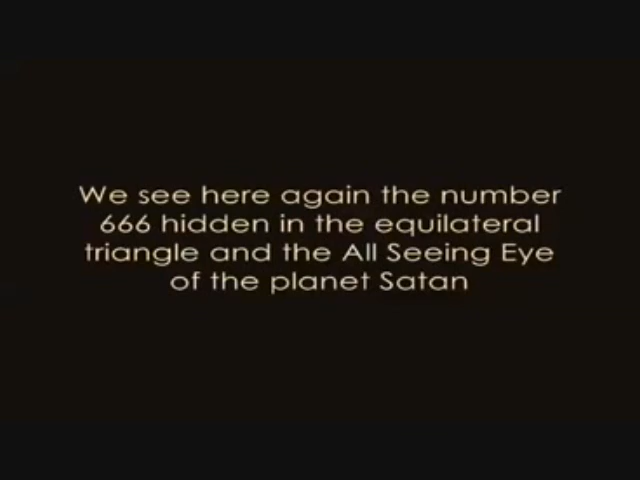 We see here again the number
666 hidden in the equilateral
triangle and the All Seeing Eye
of the planet Satan